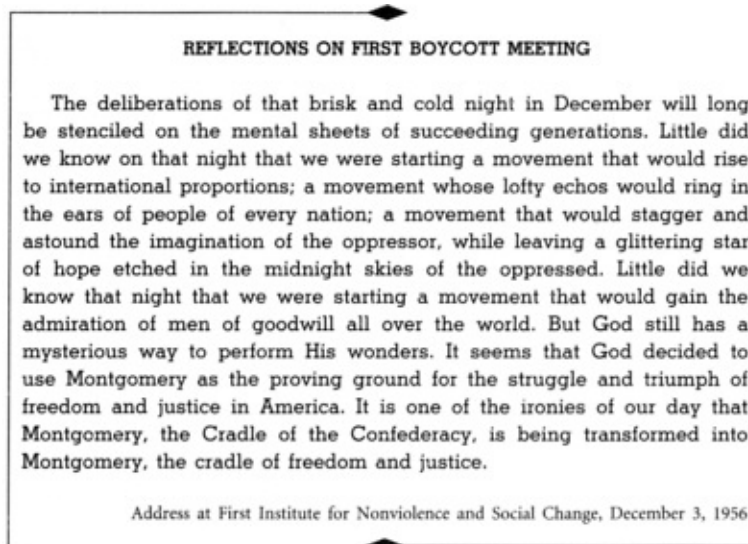 REFLECTIONS ON FIRST BOYCOTT MEETING
The deliberations of that brisk and cold night in December will long
be stenciled on the mental sheets of succeeding generations. Little did
we know on that night that we were starting a movement that would rise
to international proportions; a movement whose lofty echos would ring in
the ears of people of every nation; a movement that would stagger and
astound the imagination of the oppressor, while leaving a glittering star
of hope etched in the midnight skies of the oppressed. Little did we
know that night that we were starting a movement that would gain the
admiration of men of goodwill all over the world. But God still has a
mysterious way to perform His wonders. It seems that God decided to
use Montgomery as the proving ground for the struggle and triumph of
freedom and justice in America. It is one of the ironies of our day that
Montgomery, the Cradle of the Confederacy, is being transformed into
Montgomery, the cradle of freedom and justice.
Address at First Institute for Nonviolence and Social Change, December 3, 1956